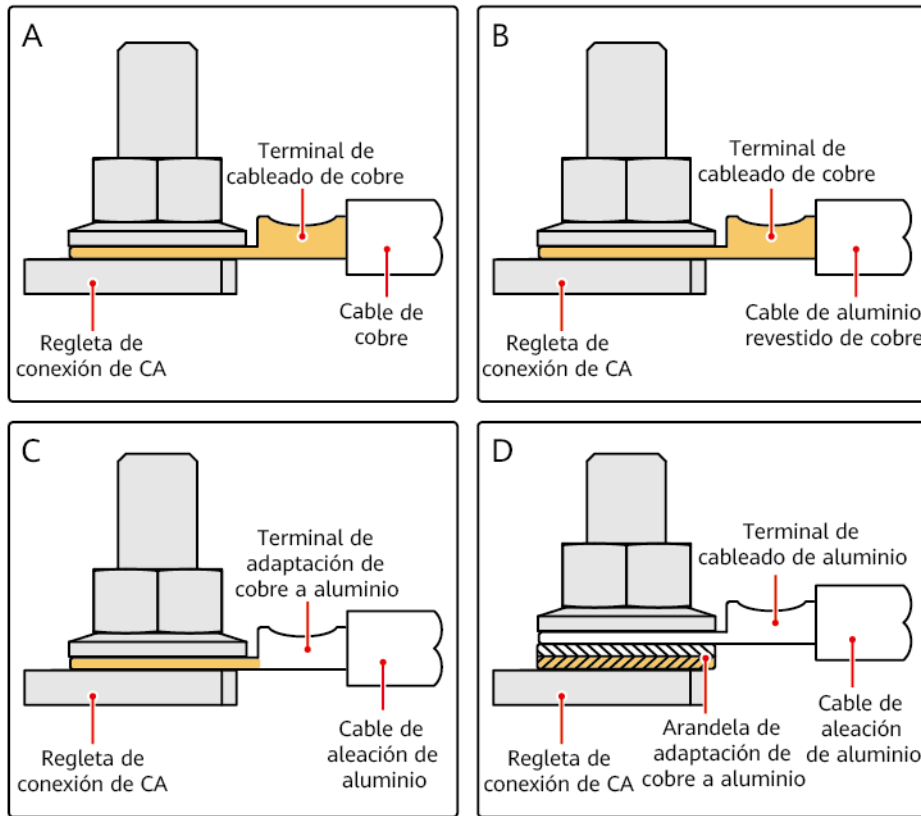 A
Terminal de
cableado de cobre
Cable de
cobre
Regleta de
conexión de CA
B
Terminal de
cableado de cobre
Cable de aluminio
revestido de cobre
Regleta de
conexión de CA
C
Terminal de
adaptación de
cobre a aluminio
Cable de
aleación de
aluminio
Regleta de
conexión de CA
D
Terminal de
cableado de aluminio
Cable de
aleación
de aluminio
Arandela de
adaptación de
cobre a aluminio
Regleta de
conexión de CA